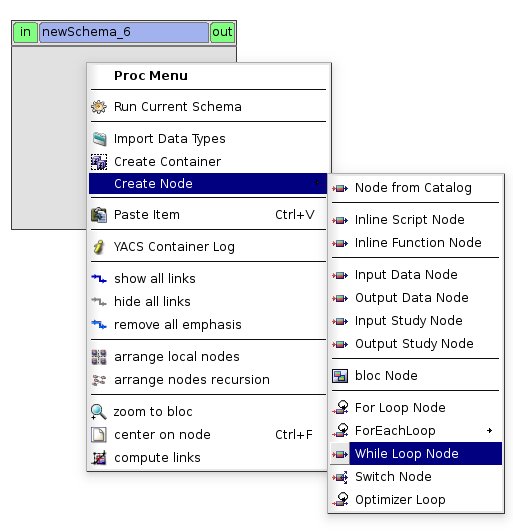 in newSchema_6 out
Proc Menu
Run Current Schema
Import Data Types
Create Container
Create Node
Paste Item Ctrl+V
YACS Container Log
show all links
hide all links
remove all emphasis
arrange local nodes
arrange nodes recursion
zoom to bloc
center on node Ctrl+F
compute links
Node from Catalog
Inline Script Node
Inline Function Node
Input Data Node
Output Data Node
Input Study Node
Output Study Node
bloc Node
For Loop Node
ForEachLoop
While Loop Node
Switch Node
Optimizer Loop